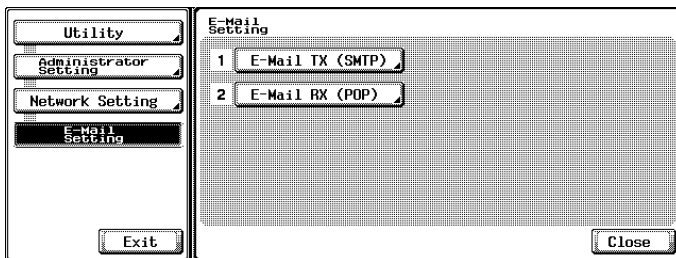 Utility
Administrator
Setting
Network Setting
E-Mail
Setting
Exit
E-Mail
Setting
1 E-Mail TX (SMTP)
2 E-Mail RX (POP)
Close